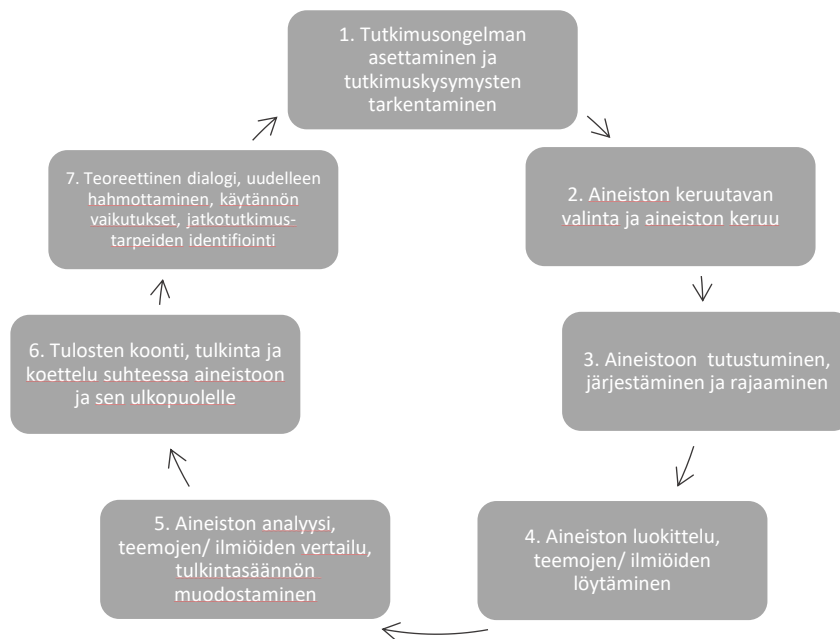 1. Tutkimusongelman
asettaminen ja
tutkimuskysymysten
tarkentaminen
2. Aineiston keruutavan
valinta ja aineiston keruu
3. Aineistoon tutustuminen,
järjestäminen ja rajaaminen
4. Aineiston luokittelu,
teemojen/ ilmiöiden
löytäminen
5. Aineiston analyysi,
teemojen/ ilmiöiden vertailu,
tulkintasäännön
muodostaminen
6. Tulosten koonti, tulkinta ja
koettelu suhteessa aineistoon
ja sen ulkopuolelle
7. Teoreettinen dialogi, uudelleen
hahmottaminen, käytännön
vaikutukset, jatkotutkimus-
tarpeiden identifiointi